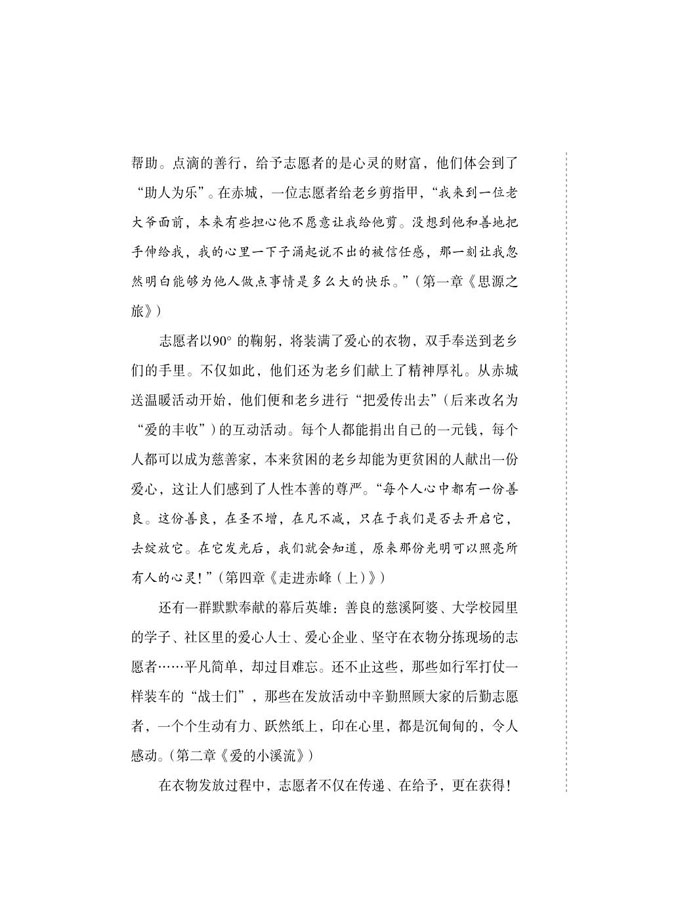 帮助。点滴的善行，给予志愿者的是心灵的财富，他们体会到了
“助人为乐”。在赤城，一位志愿者给老乡剪指甲，“我来到一位老
大爷面前，本来有些担心他不愿意让我给他剪。没想到他和善地把
手伸给我，我的心里一下子涌起说不出的被信任感，那一刻让我忽
然明白能够为他人做点事情是多么大的快乐。”（第一章《思源之
旅》）
志愿者以90°的鞠躬，将装满了爱心的衣物，双手奉送到老乡
们的手里。不仅如此，他们还为老乡们献上了精神厚礼。从赤城
送温暖活动开始，他们便和老乡进行“把爱传出去”（后来改名为
“爱的丰收”）的互动活动。每个人都能捐出自己的一元钱，每个
人都可以成为慈善家，本来贫困的老乡却能为更贫困的人献出一份
爱心，这让人们感到了人性本善的尊严。“每个人心中都有一份善
良。这份善良，在圣不增，在凡不减，只在于我们是否去开启它，
去绽放它。在它发光后，我们就会知道，原来那份光明可以照亮所
有人的心灵！”（第四章《走进赤峰（上）》）
还有一群默默奉献的幕后英雄：善良的慈溪阿婆、大学校园里
的学子、社区里的爱心人士、爱心企业、坚守在衣物分拣现场的志
愿者……平凡简单，却过目难忘。还不止这些，那些如行军打仗一
样装车的“战士们”，那些在发放活动中辛勤照顾大家的后勤志愿
者，一个个生动有力、跃然纸上，印在心里，都是沉甸甸的，令人
感动。（第二章《爱的小溪流》）
在衣物发放过程中，志愿者不仅在传递、在给予，更在获得！